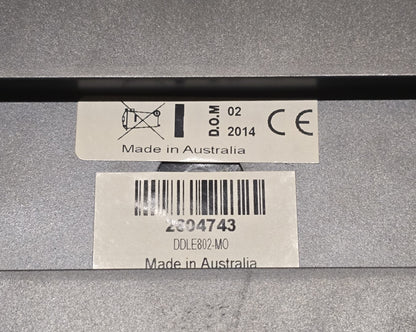 D.O.M 02
2014
CE
Made in Australia
2604743
DDLE802-MO
Made in Australia